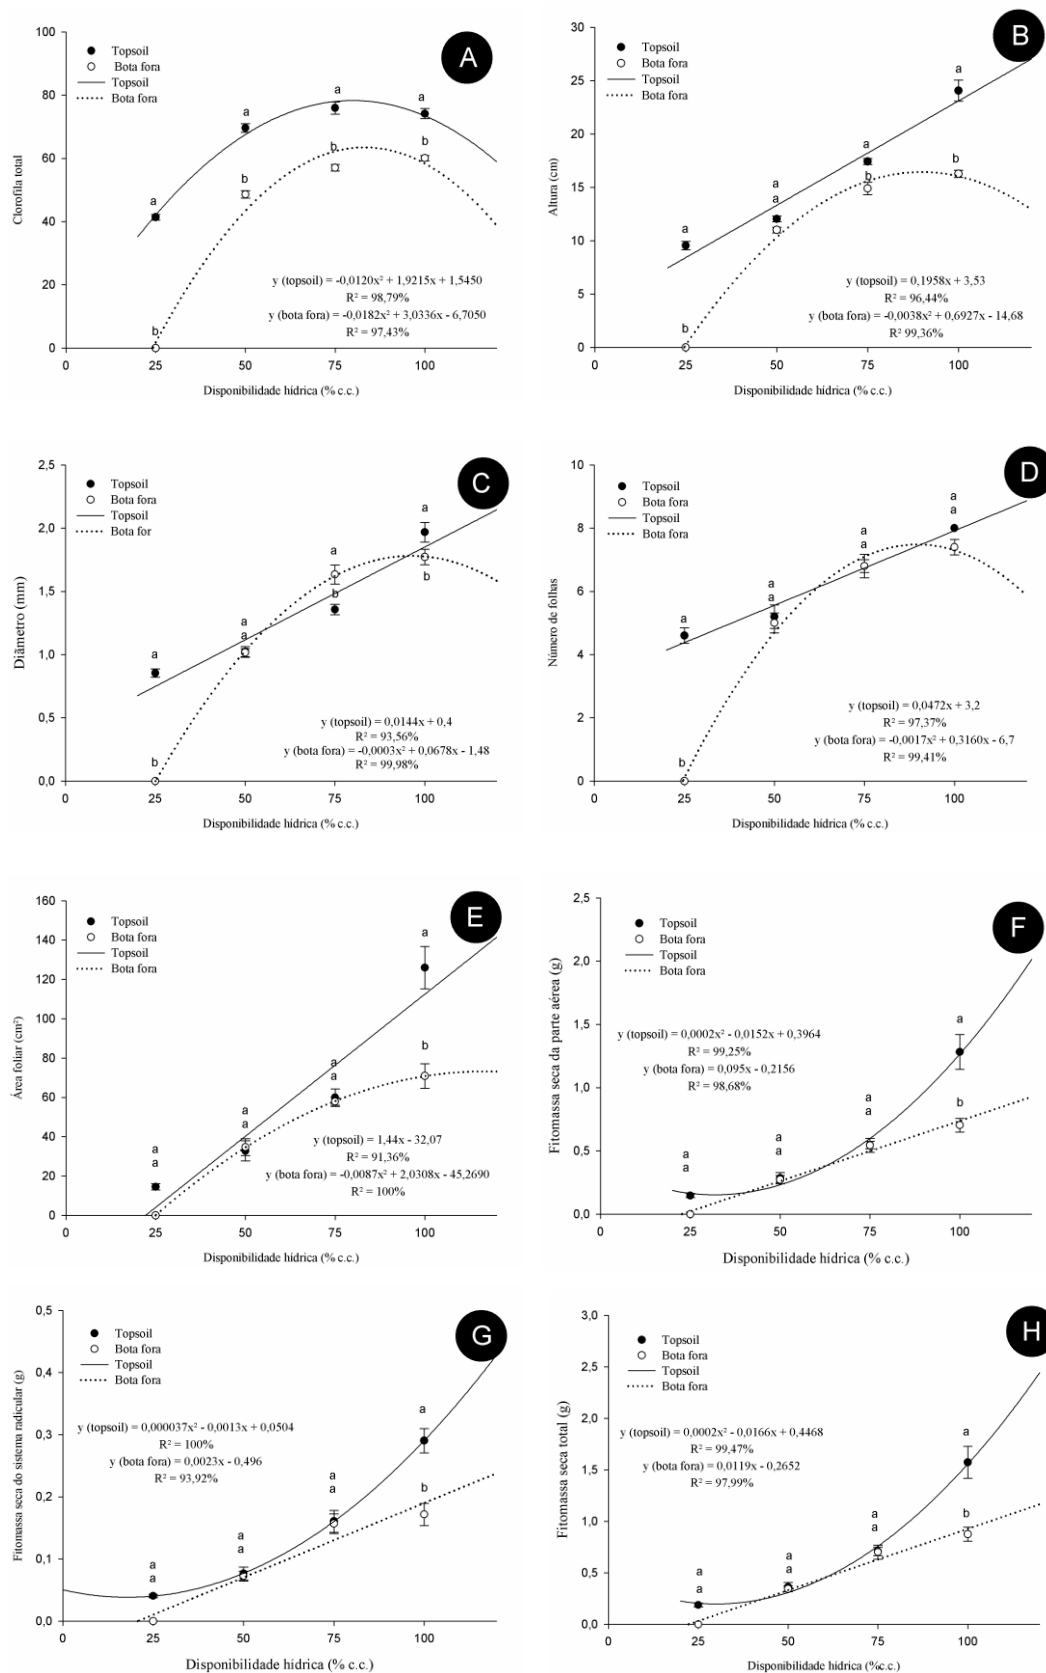 A
100
80
60
40
20
0
Clorofila total
Topsoil
Bota fora
Topsoil
Bota fora
a
a
a
a
b
b
b
b
y (topsoil) = -0,0120x² + 1,9215x + 1,5450
R² = 98,79%
y (bota fora) = -0,0182x² + 3,0336x - 6,7050
R² = 97,43%
0 25 50 75 100
Disponibilidade hídrica (% c.c.)
B
30
25
20
15
10
5
0
Altura (cm)
Topsoil
Bota fora
Topsoil
Bota fora
a
a
a
a
a
b
b
b
y (topsoil) = 0,1958x + 3,53
R² = 96,44%
y (bota fora) = -0,0038x² + 0,6927x - 14,68
R² 99,36%
0 25 50 75 100
Disponibilidade hídrica (% c.c.)
C
2,5
2,0
1,5
1,0
0,5
0,0
Diâmetro (mm)
Topsoil
Bota fora
Topsoil
Bota for
a
a
a
a
a
b
b
b
y (topsoil) = 0,0144x + 0,4
R² = 93,56%
y (bota fora) = -0,0003x² + 0,0678x - 1,48
R² = 99,98%
0 25 50 75 100
Disponibilidade hídrica (% c.c.)
D
10
8
6
4
2
0
Número de folhas
Topsoil
Bota fora
Topsoil
Bota fora
a
a
a
a
a
a
a
b
y (topsoil) = 0,0472x + 3,2
R² = 97,37%
y (bota fora) = -0,0017x² + 0,3160x - 6,7
R² = 99,41%
0 25 50 75 100
Disponibilidade hídrica (% c.c.)
E
160
140
120
100
80
60
40
20
0
Área foliar (cm²)
Topsoil
Bota fora
Topsoil
Bota fora
a
a
a
a
a
a
a
b
y (topsoil) = 1,44x - 32,07
R² = 91,36%
y (bota fora) = -0,0087x² + 2,0308x - 45,2690
R² = 100%
0 25 50 75 100
Disponibilidade hídrica (% c.c.)
F
2,5
2,0
1,5
1,0
0,5
0,0
Fitomassa seca da parte aérea (g)
Topsoil
Bota fora
Topsoil
Bota fora
y (topsoil) = 0,0002x² - 0,0152x + 0,3964
R² = 99,25%
y (bota fora) = 0,095x - 0,2156
R² = 98,68%
a
a
a
a
a
a
a
b
0 25 50 75 100
Disponibilidade hídrica (% c.c.)
G
0,5
0,4
0,3
0,2
0,1
0,0
Fitomassa seca do sistema radicular (g)
Topsoil
Bota fora
Topsoil
Bota fora
y (topsoil) = 0,000037x² - 0,0013x + 0,0504
R² = 100%
y (bota fora) = 0,0023x - 0,496
R² = 93,92%
a
a
a
a
a
a
a
b
0 25 50 75 100
Disponibilidade hídrica (% c.c.)
H
3,0
2,5
2,0
1,5
1,0
0,5
0,0
Fitomassa seca total (g)
Topsoil
Bota fora
Topsoil
Bota fora
y (topsoil) = 0,0002x² - 0,0166x + 0,4468
R² = 99,47%
y (bota fora) = 0,0119x - 0,2652
R² = 97,99%
a
a
a
a
a
a
a
b
0 25 50 75 100
Disponibilidade hídrica (% c.c.)